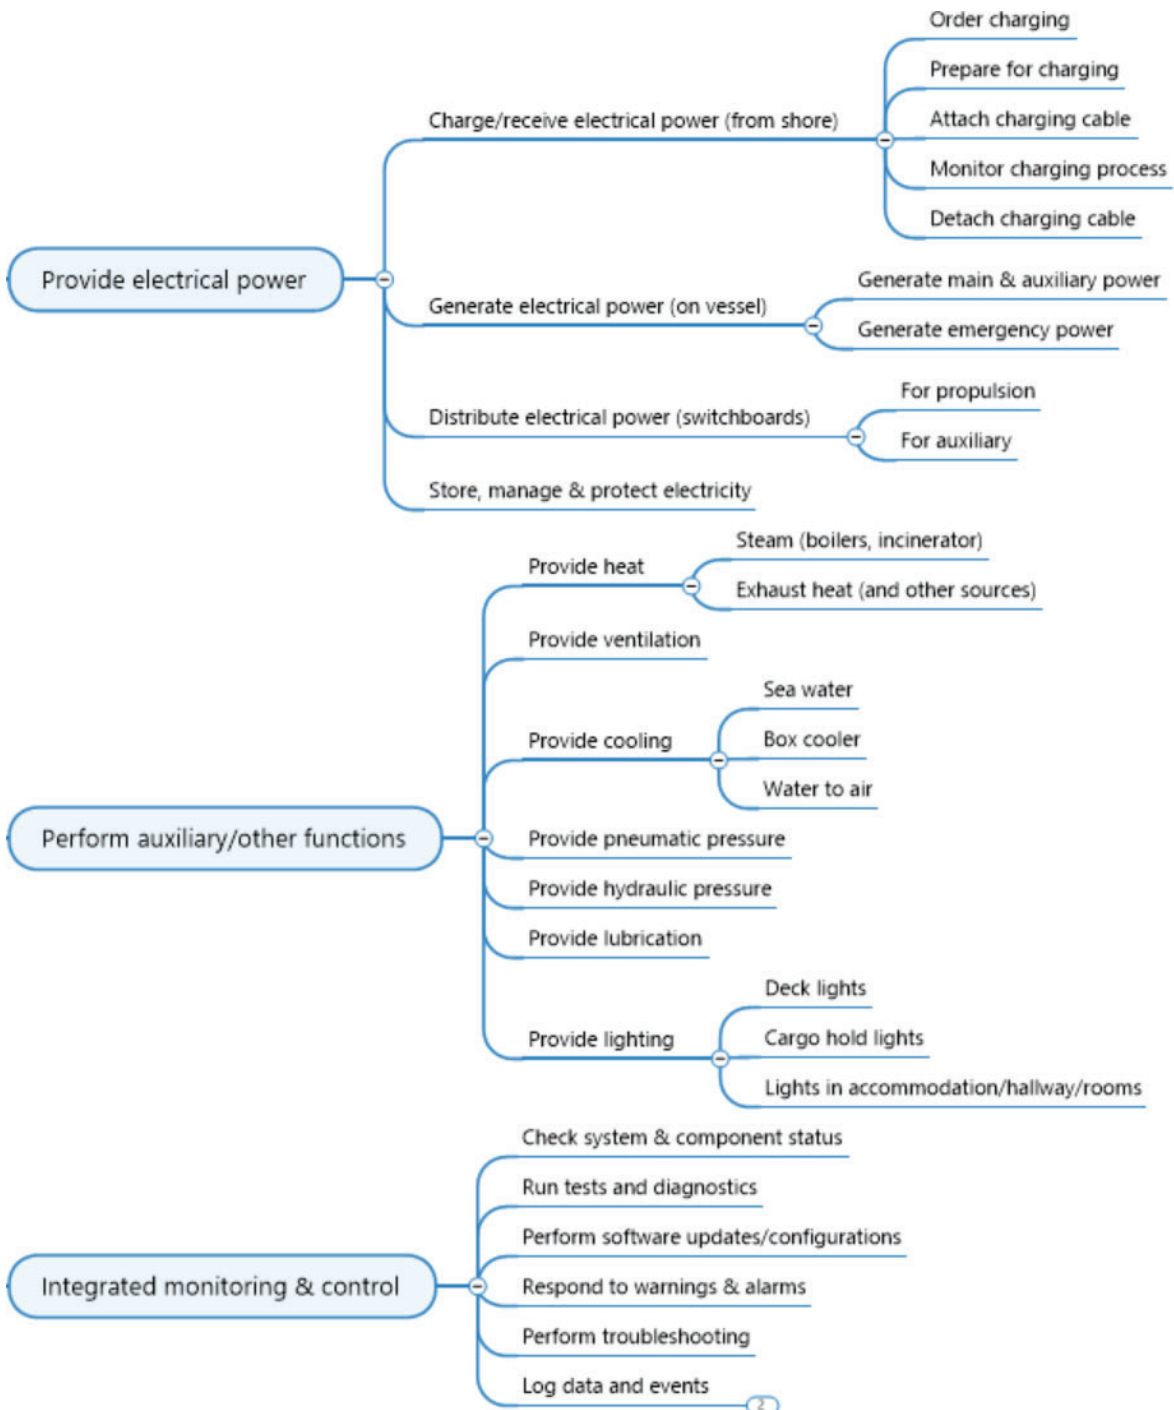 Provide electrical power
Charge/receive electrical power (from shore)
Order charging
Prepare for charging
Attach charging cable
Monitor charging process
Detach charging cable
Generate electrical power (on vessel)
Generate main & auxiliary power
Generate emergency power
Distribute electrical power (switchboards)
For propulsion
For auxiliary
Store, manage & protect electricity
Perform auxiliary/other functions
Provide heat
Steam (boilers, incinerator)
Exhaust heat (and other sources)
Provide ventilation
Provide cooling
Sea water
Box cooler
Water to air
Provide pneumatic pressure
Provide hydraulic pressure
Provide lubrication
Provide lighting
Deck lights
Cargo hold lights
Lights in accommodation/hallway/rooms
Integrated monitoring & control
Check system & component status
Run tests and diagnostics
Perform software updates/configurations
Respond to warnings & alarms
Perform troubleshooting
Log data and events
2